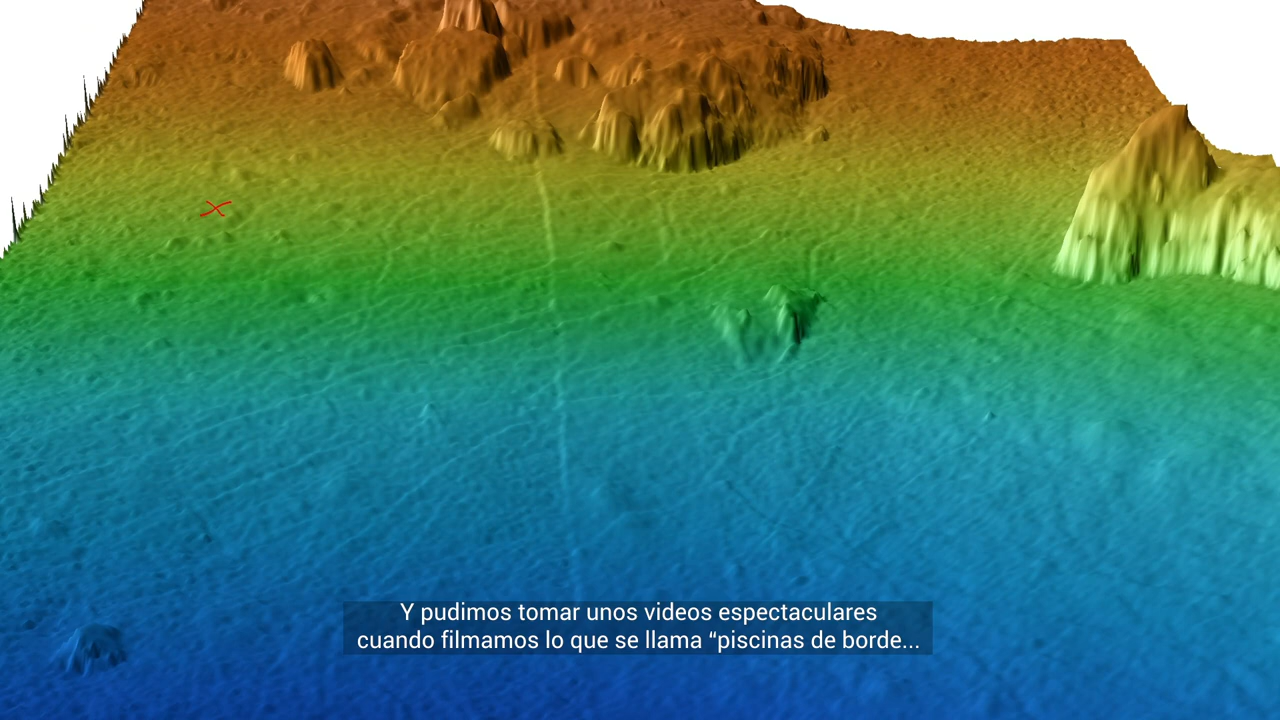 Y pudimos tomar unos videos espectaculares
cuando filmamos lo que se llama “piscinas de borde...